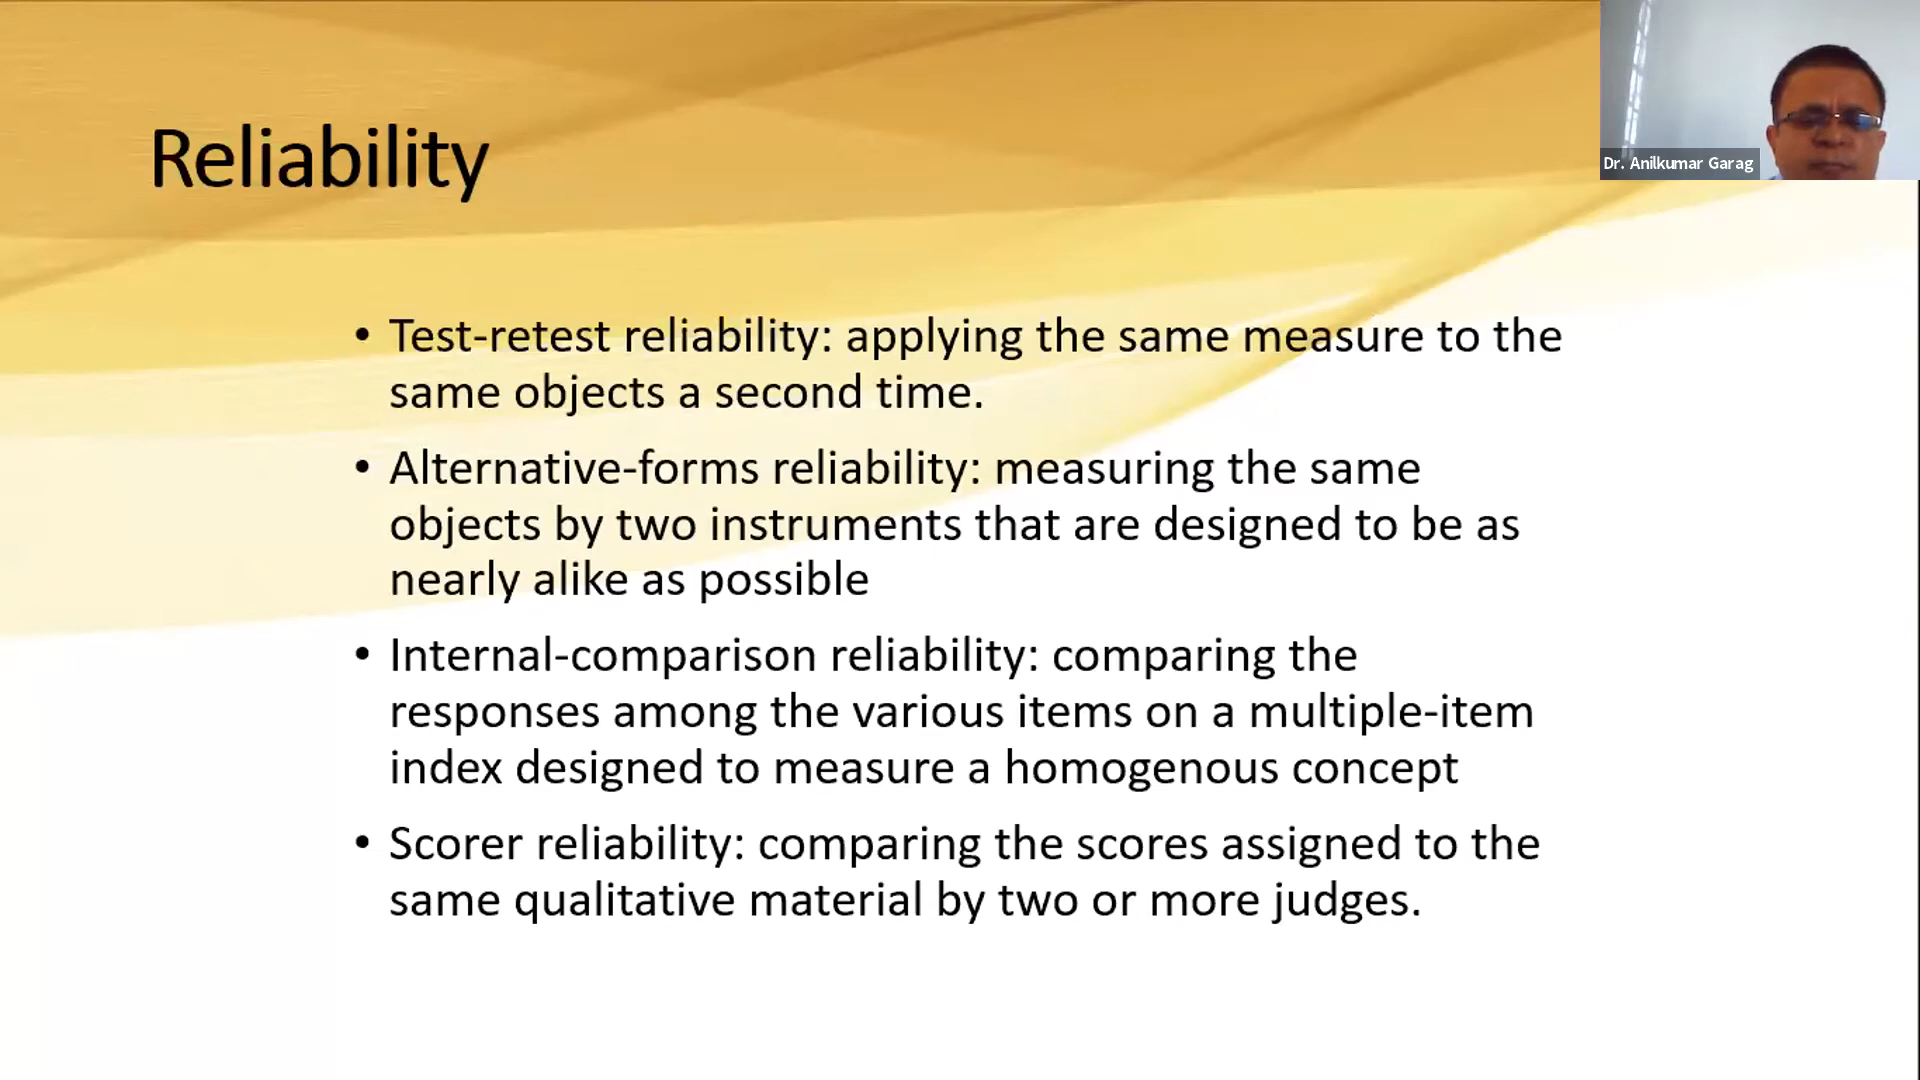 Reliability
Dr. Anilkumar Garag
• Test-retest reliability: applying the same measure to the
same objects a second time.
• Alternative-forms reliability: measuring the same
objects by two instruments that are designed to be as
nearly alike as possible
• Internal-comparison reliability: comparing the
responses among the various items on a multiple-item
index designed to measure a homogenous concept
• Scorer reliability: comparing the scores assigned to the
same qualitative material by two or more judges.